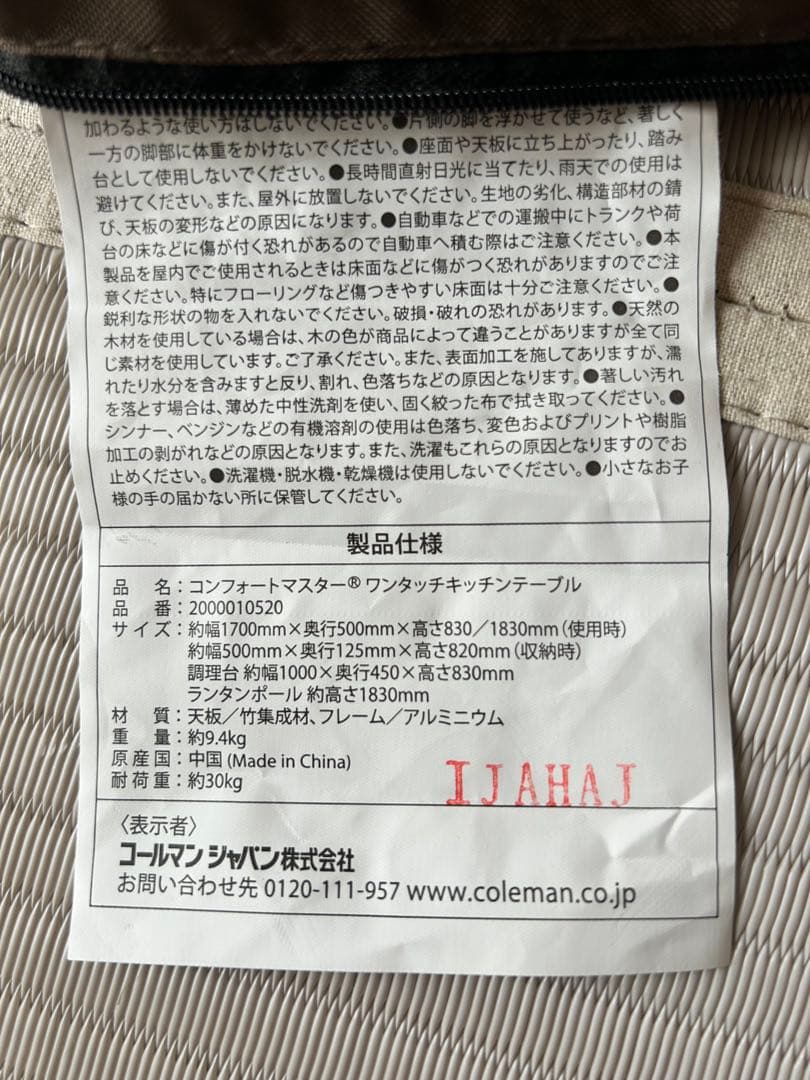 加わるような使い方はしないでください。●片側の脚を浮かせて使うなど、著しく
一方の脚部に体重をかけないでください。●座面や天板に立ち上がったり、踏み
台として使用しないでください。●長時間直射日光に当てたり、雨天での使用は
避けてください。また、屋外に放置しないでください。生地の劣化、構造部材の錆
び、天板の変形などの原因になります。●自動車などでの運搬中にトランクや荷
台の床などに傷が付く恐れがあるので自動車へ積む際はご注意ください。●本
製品を屋内でご使用されるときは床面などに傷がつく恐れがありますのでご注
意ください。特にフローリングなど傷つきやすい床面は十分ご注意ください。●
鋭利な形状の物を入れないでください。破損・破れの恐れがあります。●天然の
木材を使用している場合は、木の色が商品によって違うことがありますが全て同
じ素材を使用しています。ご了承ください。また、表面加工を施してありますが、濡
れたり水分を含みますと反り、割れ、色落ちなどの原因となります。●著しい汚れ
を落とす場合は、薄めた中性洗剤を使い、固く絞った布で拭き取ってください。●
シンナー、ベンジンなどの有機溶剤の使用は色落ち、変色およびプリントや樹脂
加工の剥がれなどの原因となります。また、洗濯もこれらの原因となりますのでお
止めください。●洗濯機・脱水機・乾燥機は使用しないでください。●小さなお子
様の手の届かない所に保管してください。
製品仕様
品 名：コンフォートマスター®ワンタッチキッチンテーブル
品 番：2000010520
サイズ：約幅1700mm×奥行500mm×高さ830／1830mm（使用時）
約幅500mm×奥行125mm×高さ820mm（収納時）
調理台 約幅1000×奥行450×高さ830mm
ランタンポール 約高さ1830mm
材 質：天板／竹集成材、フレーム／アルミニウム
重 量：約9.4kg
原産国：中国 (Made in China)
耐荷重：約30kg
IJAHAJ
〈表示者〉
コールマン ジャパン株式会社
お問い合わせ先 0120-111-957 www.coleman.co.jp